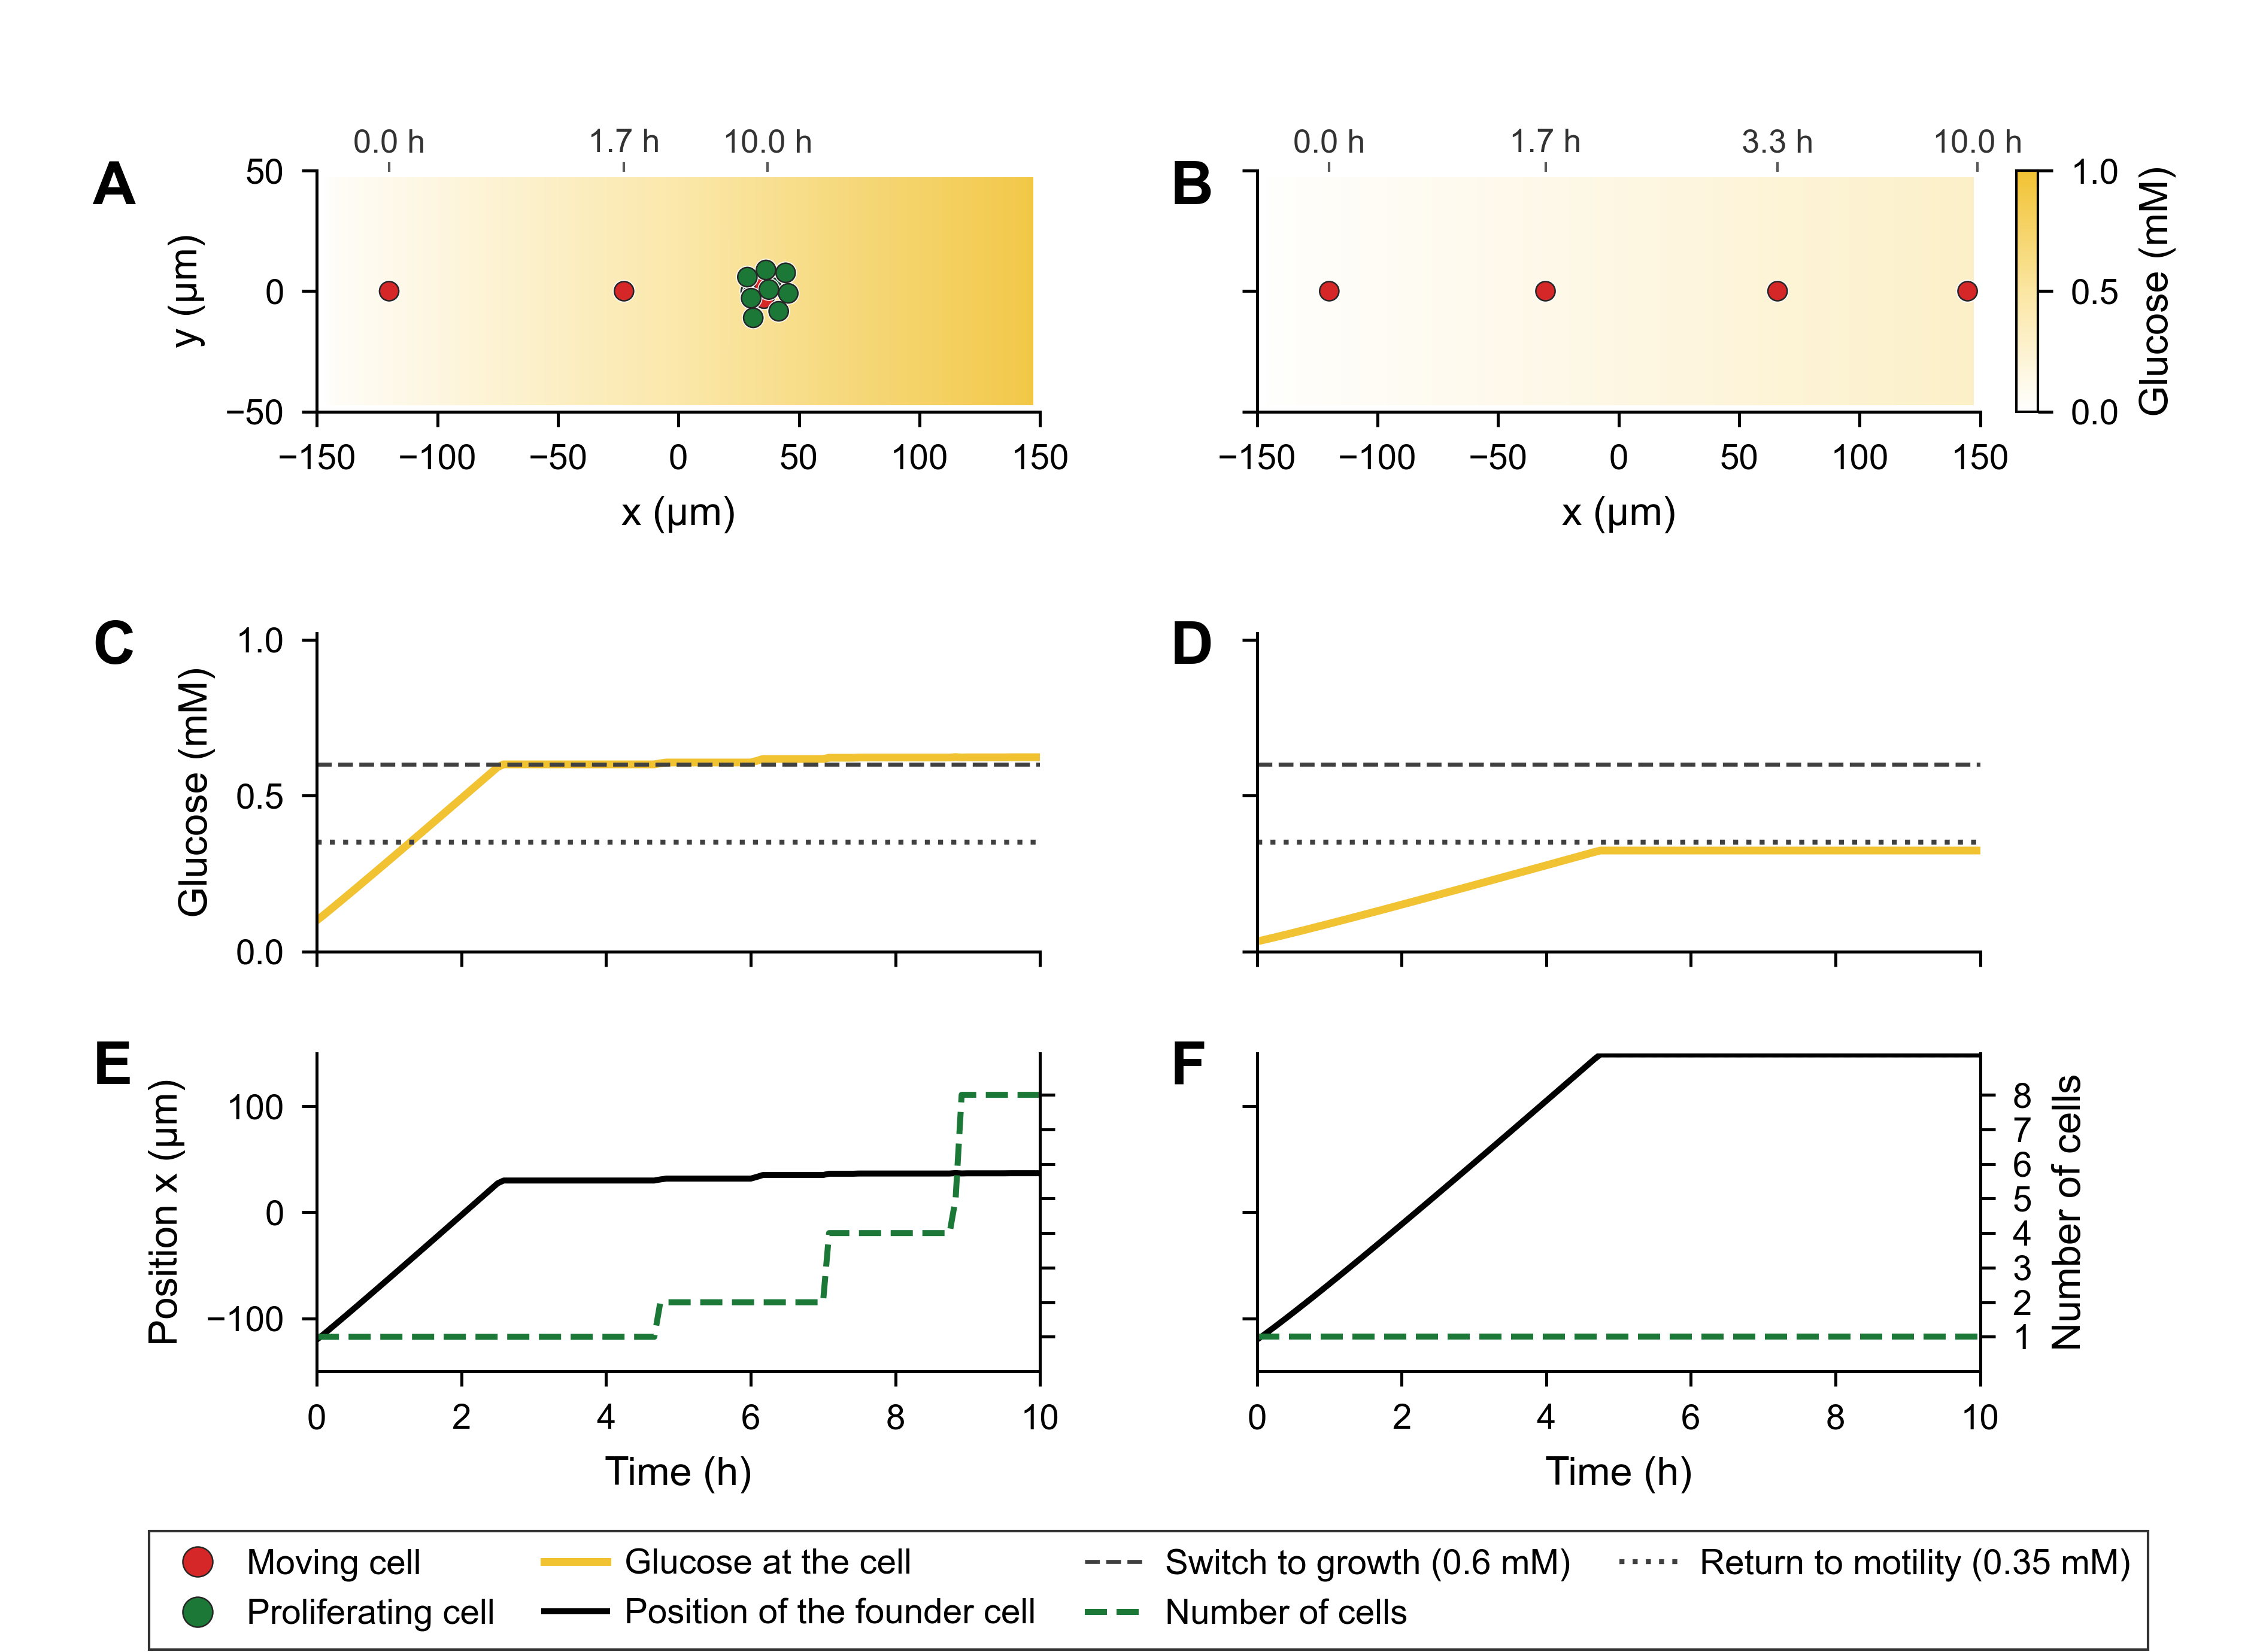 0.0 h 1.7 h 10.0 h
0.0 h 1.7 h 3.3 h 10.0 h
A
50
0
−50
y (µm)
−150 −100 −50 0 50 100 150
x (µm)
B
−150 −100 −50 0 50 100 150
x (µm)
1.0
0.5
0.0
Glucose (mM)
C
1.0
0.5
0.0
Glucose (mM)
D
E
100
0
−100
Position x (µm)
0 2 4 6 8 10
Time (h)
F
8
7
6
5
4
3
2
1
Number of cells
0 2 4 6 8 10
Time (h)
Moving cell Glucose at the cell Switch to growth (0.6 mM) Return to motility (0.35 mM)
Proliferating cell Position of the founder cell Number of cells